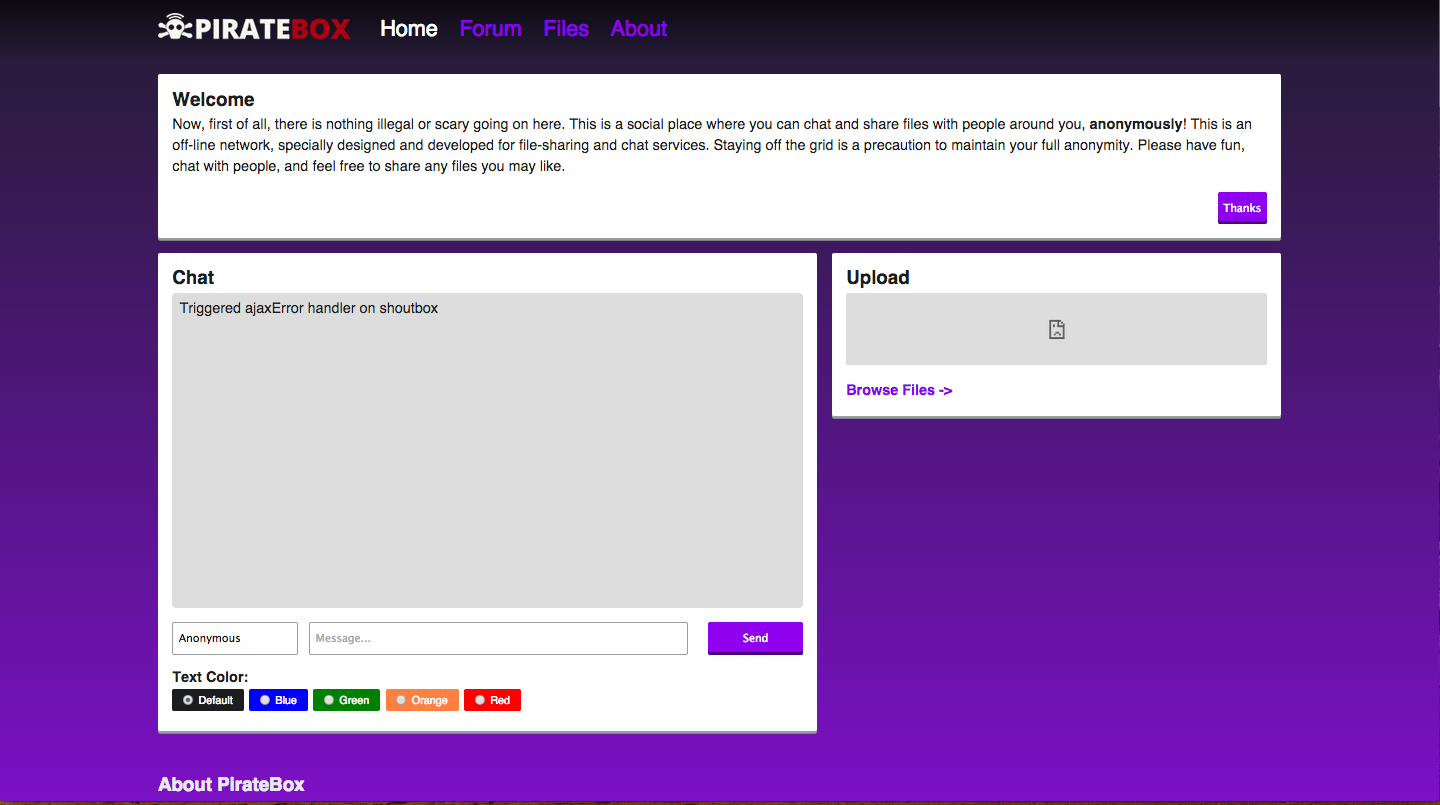 PIRATEBOX Home Forum Files About
Welcome
Now, first of all, there is nothing illegal or scary going on here. This is a social place where you can chat and share files with people around you, anonymously! This is an
off-line network, specially designed and developed for file-sharing and chat services. Staying off the grid is a precaution to maintain your full anonymity. Please have fun,
chat with people, and feel free to share any files you may like.
Thanks
Chat
Triggered ajaxError handler on shoutbox
Anonymous Message... Send
Text Color:
Default Blue Green Orange Red
Upload
Browse Files ->
About PirateBox